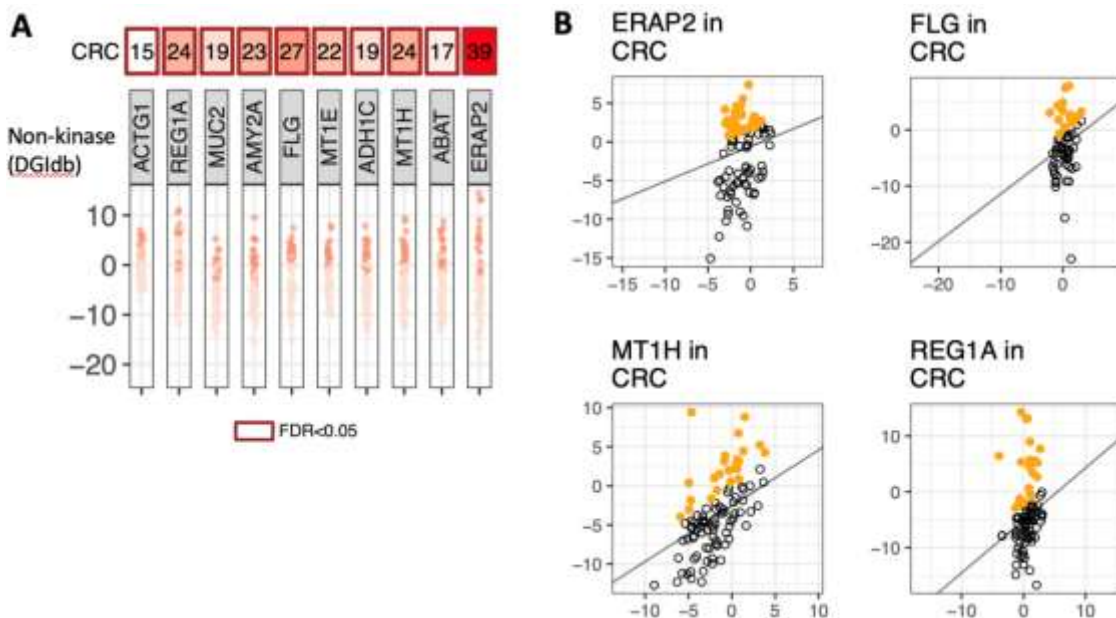 A
CRC 15 24 19 23 27 22 19 24 17 39
Non-kinase
(DGIdb)
ACTG1 REG1A MUC2 AMY2A FLG MT1E ADH1C MT1H ABAT ERAP2
10
0
−10
−20
FDR<0.05
B
ERAP2 in
CRC
5
0
−5
−10
−15
−15 −10 −5 0 5
FLG in
CRC
0
−10
−20
−20 −10 0
MT1H in
CRC
10
5
0
−5
−10
−10 −5 0 5 10
REG1A in
CRC
10
0
−10
−10 0 10